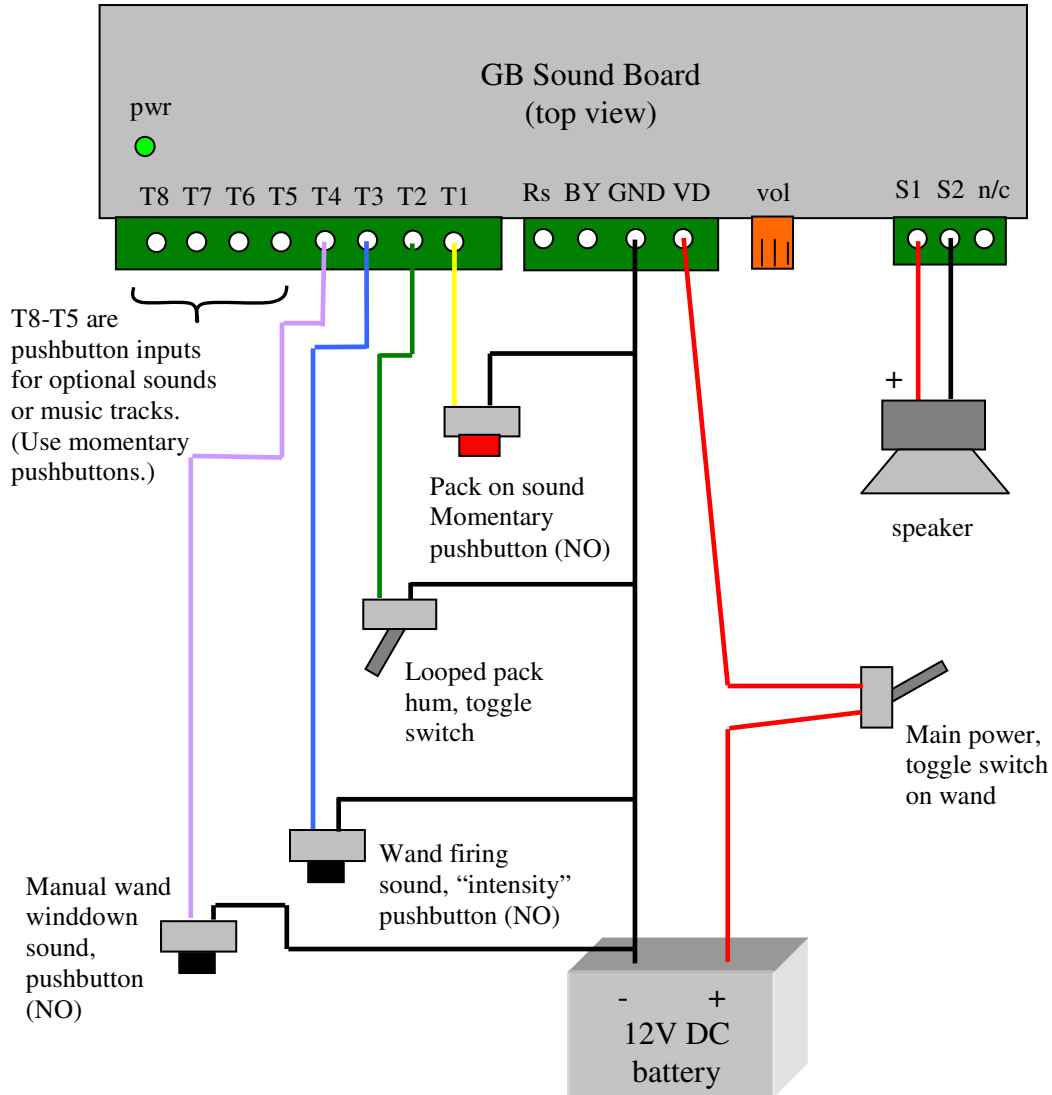 GB Sound Board
(top view)
pwr
T8 T7 T6 T5 T4 T3 T2 T1
Rs BY GND VD
vol
S1 S2 n/c
T8-T5 are
pushbutton inputs
for optional sounds
or music tracks.
(Use momentary
pushbuttons.)
+
speaker
Pack on sound
Momentary
pushbutton (NO)
Looped pack
hum, toggle
switch
Main power,
toggle switch
on wand
Wand firing
sound, “intensity”
pushbutton (NO)
Manual wand
winddown
sound,
pushbutton
(NO)
- +
12V DC
battery